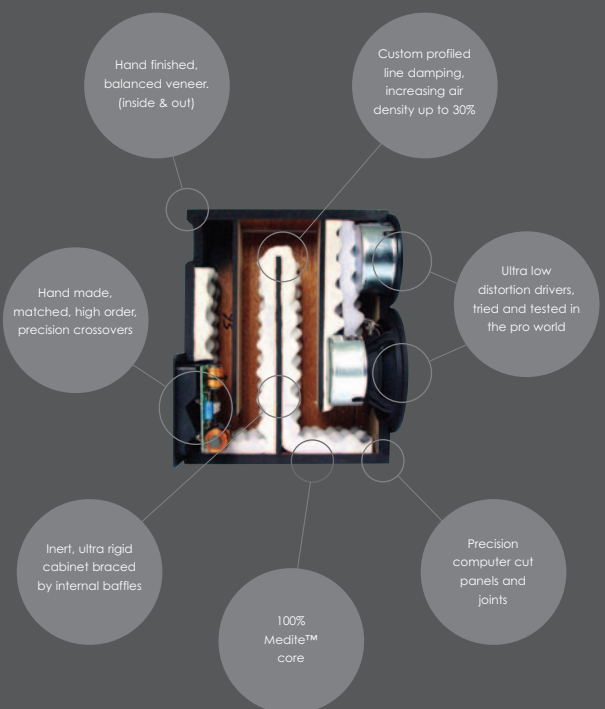 Hand finished,
balanced veneer.
(inside & out)
Custom profiled
line damping,
increasing air
density up to 30%
Hand made,
matched, high order,
precision crossovers
Ultra low
distortion drivers,
tried and tested in
the pro world
Inert, ultra rigid
cabinet braced
by internal baffles
Precision
computer cut
panels and
joints
100%
Medite™
core